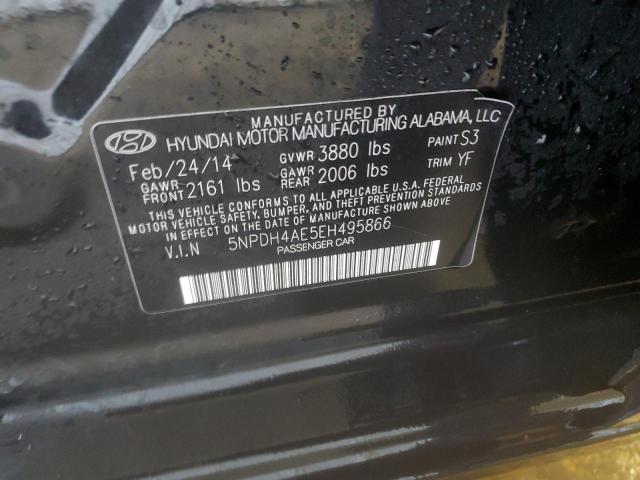 MANUFACTURED BY
HYUNDAI MOTOR MANUFACTURING ALABAMA, LLC
Feb/24/14 GVWR 3880 lbs PAINT S3
GAWR FRONT 2161 lbs GAWR REAR 2006 lbs TRIM YF
THIS VEHICLE CONFORMS TO ALL APPLICABLE U.S.A. FEDERAL
MOTOR VEHICLE SAFETY, BUMPER, AND THEFT PREVENTION STANDARDS
IN EFFECT ON THE DATE OF MANUFACTURE SHOWN ABOVE.
V.I.N 5NPDH4AE5EH495866
PASSENGER CAR